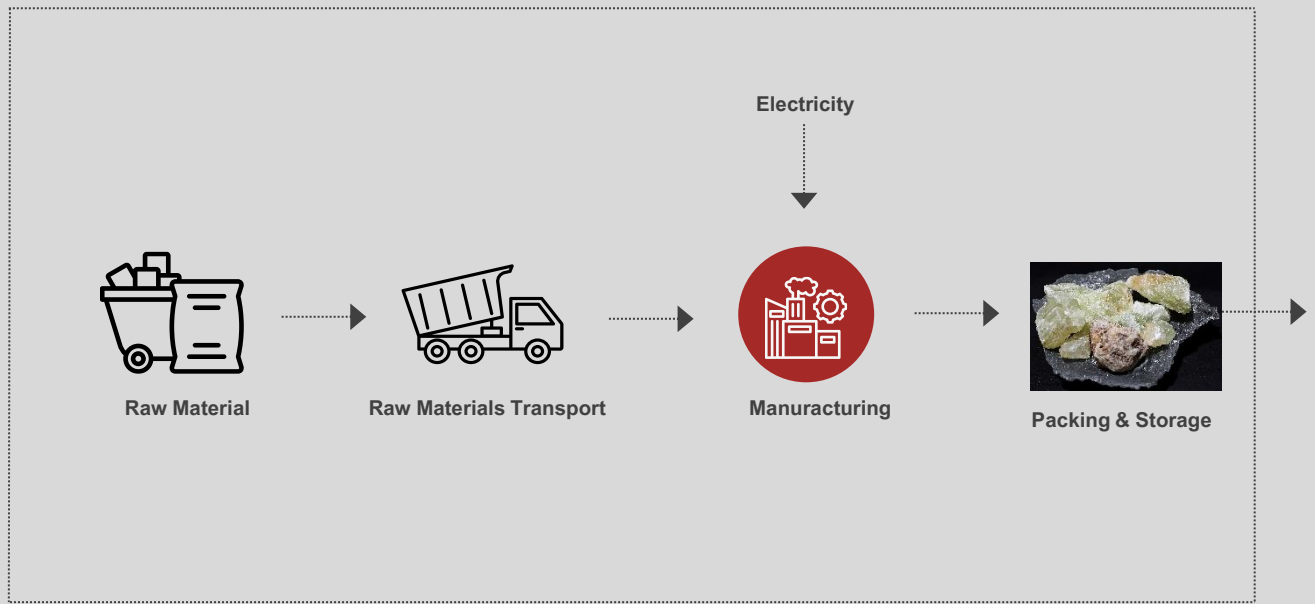 Electricity
Raw Material
Raw Materials Transport
Manuracturing
Packing & Storage